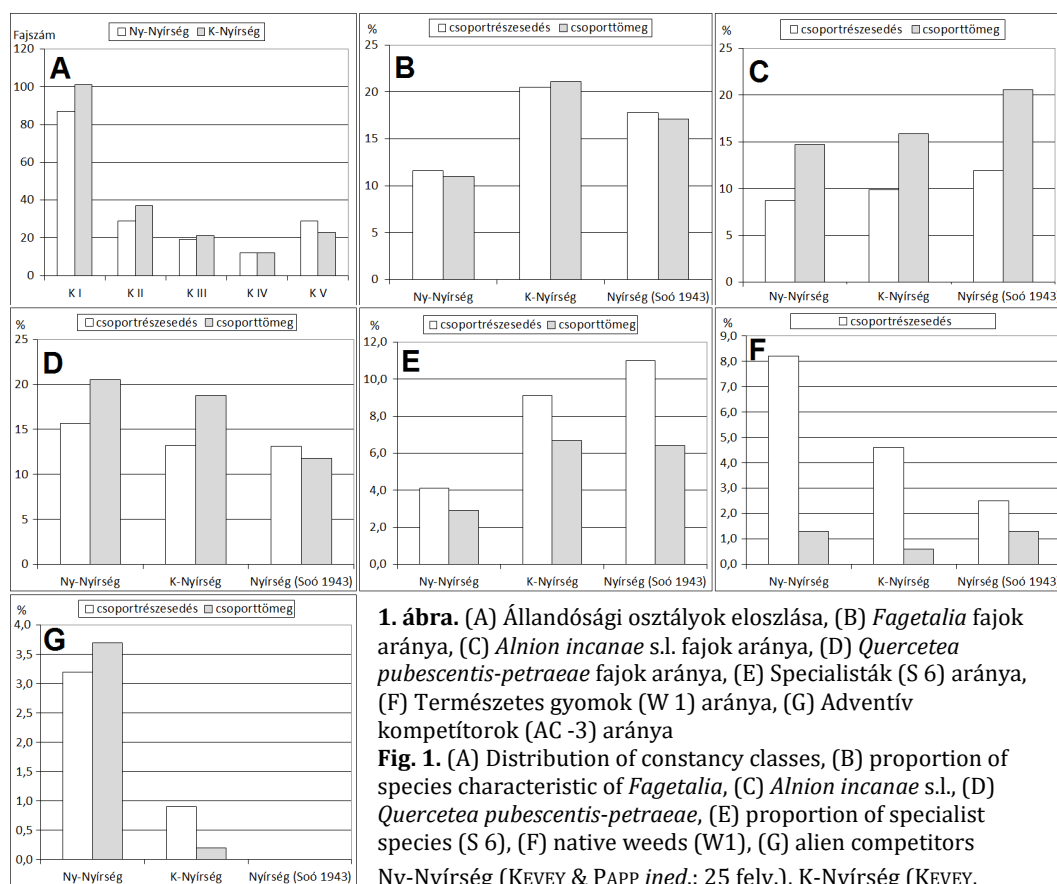 Fajszám
Ny-Nyírség K-Nyírség
A
120
100
80
60
40
20
0
K I K II K III K IV K V
%
csoportrészesedés csoporttömeg
B
25
20
15
10
5
0
Ny-Nyírség K-Nyírség Nyírség (Soó 1943)
%
csoportrészesedés csoporttömeg
C
25
20
15
10
5
0
Ny-Nyírség K-Nyírség Nyírség (Soó 1943)
%
csoportrészesedés csoporttömeg
D
25
20
15
10
5
0
Ny-Nyírség K-Nyírség Nyírség (Soó 1943)
%
csoportrészesedés csoporttömeg
E
12,0
10,0
8,0
6,0
4,0
2,0
0,0
Ny-Nyírség K-Nyírség Nyírség (Soó 1943)
%
csoportrészesedés
F
9,0
8,0
7,0
6,0
5,0
4,0
3,0
2,0
1,0
0,0
Ny-Nyírség K-Nyírség Nyírség (Soó 1943)
%
csoportrészesedés csoporttömeg
G
4,0
3,5
3,0
2,5
2,0
1,5
1,0
0,5
0,0
Ny-Nyírség K-Nyírség Nyírség (Soó 1943)
1. ábra. (A) Állandósági osztályok eloszlása, (B) Fagetalia fajok
aránya, (C) Alnion incanae s.l. fajok aránya, (D) Quercetea
pubescentis-petraeae fajok aránya, (E) Specialisták (S 6) aránya,
(F) Természetes gyomok (W 1) aránya, (G) Adventív
kompetítorok (AC -3) aránya
Fig. 1. (A) Distribution of constancy classes, (B) proportion of
species characteristic of Fagetalia, (C) Alnion incanae s.l., (D)
Quercetea pubescentis-petraeae, (E) proportion of specialist
species (S 6), (F) native weeds (W1), (G) alien competitors
Ny-Nyírség (KEVEY & PAPP ined.: 25 felv.), K-Nyírség (KEVEY,